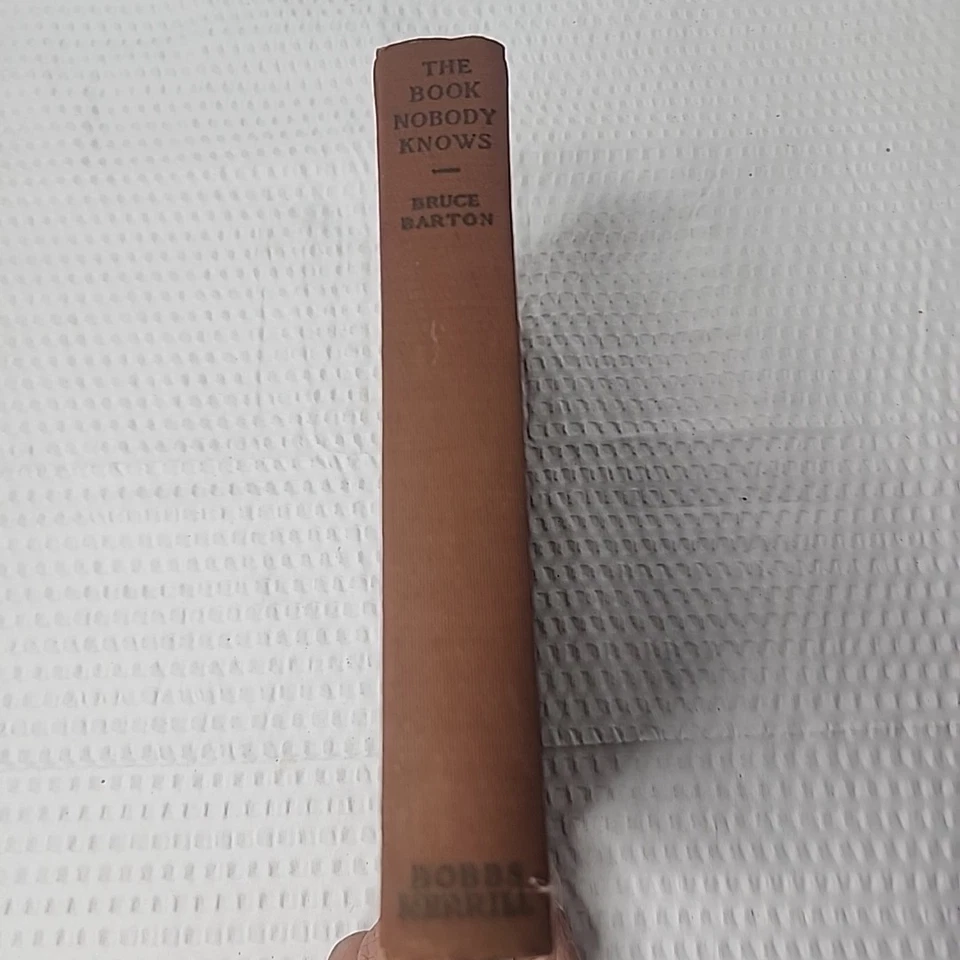 THE
BOOK
NOBODY
KNOWS
BRUCE
BARTON
BOBBS
MERRILL